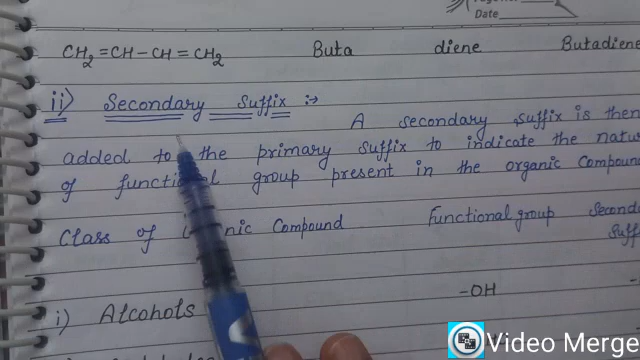 Date
CH2=CH-CH=CH2 Buta diene Butadiene
ii) Secondary Suffix :→
A secondary suffix is then
added to the primary suffix to indicate the natu
of functional group present in the organic Compoun
Class of Compound Functional group Second
Suff
i) Alcohols -OH
Video Merge